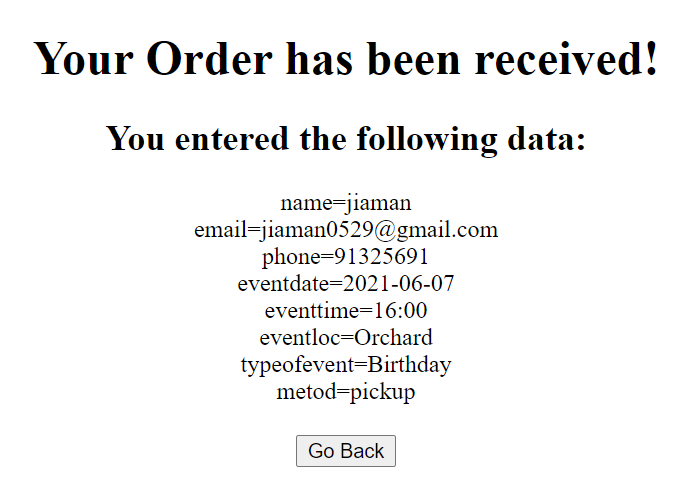 Your Order has been received!
You entered the following data:
name=jiaman
email=jiaman0529@gmail.com
phone=91325691
eventdate=2021-06-07
eventtime=16:00
eventloc=Orchard
typeofevent=Birthday
metod=pickup
Go Back